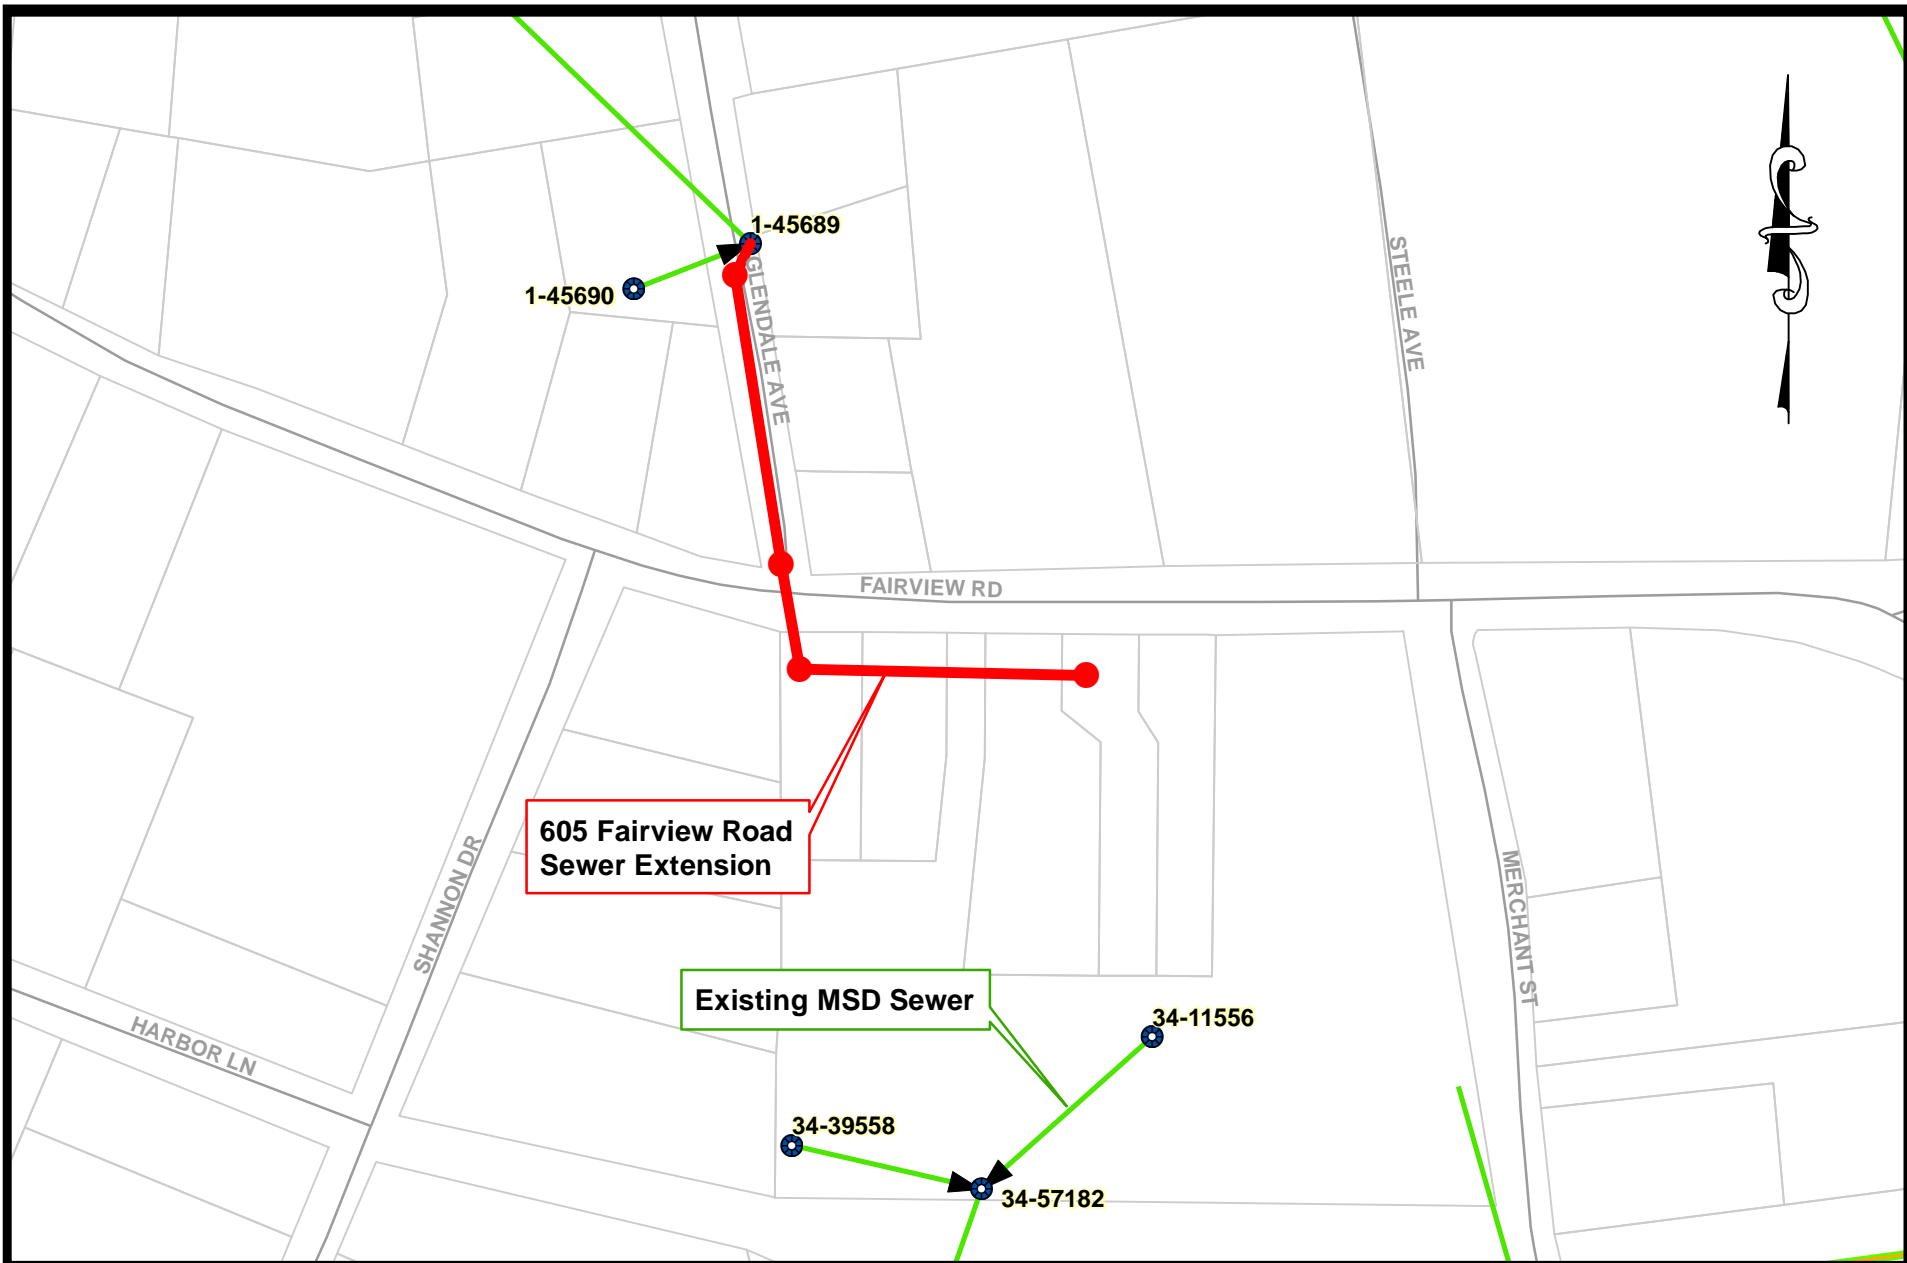 1-45689
1-45690
GLENDALE AVE
STEELE AVE
FAIRVIEW RD
605 Fairview Road
Sewer Extension
SHANNON DR
MERCHANT ST
Existing MSD Sewer
34-11556
HARBOR LN
34-39558
34-57182